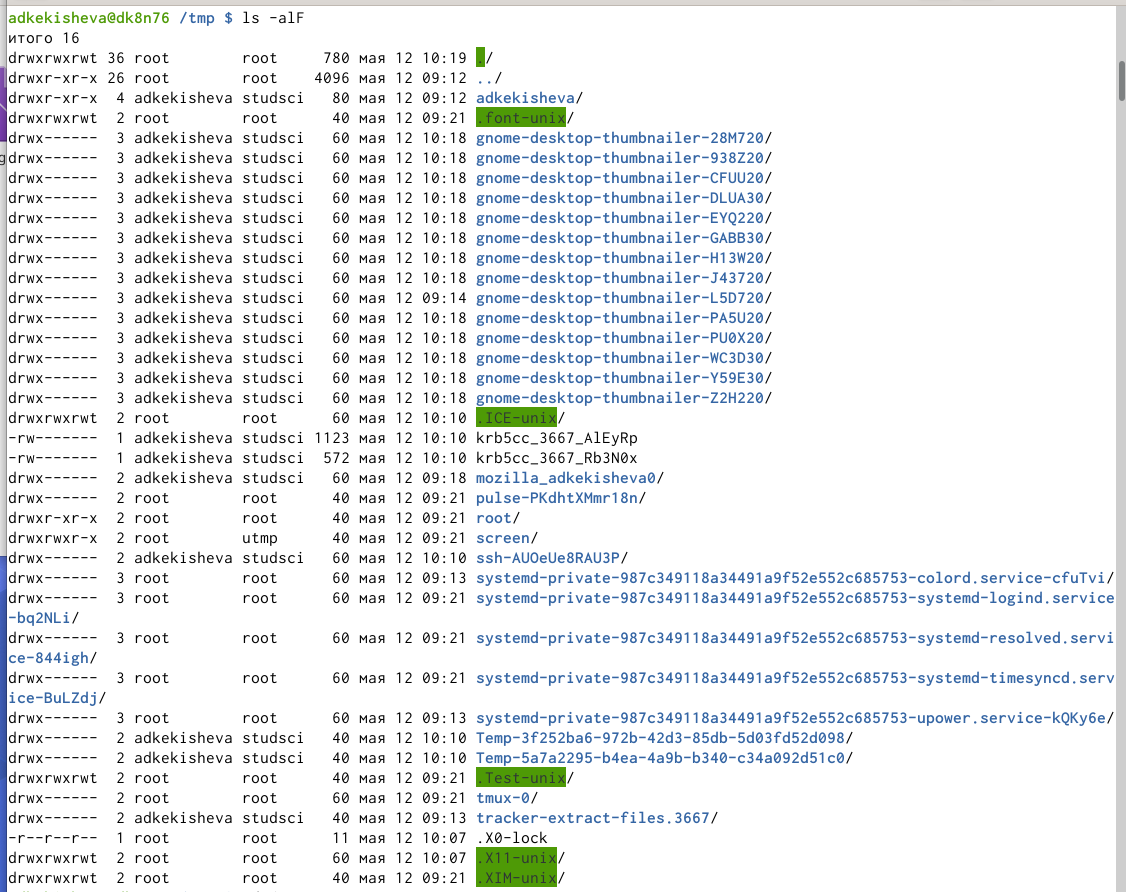 adkekisheva@dk8n76 /tmp $ ls -alF
итого 16
drwxrwxrwt 36 root        root     780 мая 12 10:19 ./
drwxr-xr-x 26 root        root    4096 мая 12 09:12 ../
drwxr-xr-x  4 adkekisheva studsci   80 мая 12 09:12 adkekisheva/
drwxrwxrwt  2 root        root      40 мая 12 09:21 .font-unix/
drwx------  3 adkekisheva studsci   60 мая 12 10:18 gnome-desktop-thumbnailer-28M720/
drwx------  3 adkekisheva studsci   60 мая 12 10:18 gnome-desktop-thumbnailer-938Z20/
drwx------  3 adkekisheva studsci   60 мая 12 10:18 gnome-desktop-thumbnailer-CFUU20/
drwx------  3 adkekisheva studsci   60 мая 12 10:18 gnome-desktop-thumbnailer-DLUA30/
drwx------  3 adkekisheva studsci   60 мая 12 10:18 gnome-desktop-thumbnailer-EYQ220/
drwx------  3 adkekisheva studsci   60 мая 12 10:18 gnome-desktop-thumbnailer-GABB30/
drwx------  3 adkekisheva studsci   60 мая 12 10:18 gnome-desktop-thumbnailer-H13W20/
drwx------  3 adkekisheva studsci   60 мая 12 10:18 gnome-desktop-thumbnailer-J43720/
drwx------  3 adkekisheva studsci   60 мая 12 09:14 gnome-desktop-thumbnailer-L5D720/
drwx------  3 adkekisheva studsci   60 мая 12 10:18 gnome-desktop-thumbnailer-PA5U20/
drwx------  3 adkekisheva studsci   60 мая 12 10:18 gnome-desktop-thumbnailer-PU0X20/
drwx------  3 adkekisheva studsci   60 мая 12 10:18 gnome-desktop-thumbnailer-WC3D30/
drwx------  3 adkekisheva studsci   60 мая 12 10:18 gnome-desktop-thumbnailer-Y59E30/
drwx------  3 adkekisheva studsci   60 мая 12 10:18 gnome-desktop-thumbnailer-Z2H220/
drwxrwxrwt  2 root        root      60 мая 12 10:10 .ICE-unix/
-rw-------  1 adkekisheva studsci 1123 мая 12 10:10 krb5cc_3667_AlEyRp
-rw-------  1 adkekisheva studsci  572 мая 12 10:10 krb5cc_3667_Rb3N0x
drwx------  2 adkekisheva studsci   60 мая 12 09:18 mozilla_adkekisheva0/
drwx------  2 root        root      40 мая 12 09:21 pulse-PKdhtXMmr18n/
drwxr-xr-x  2 root        root      40 мая 12 09:21 root/
drwxrwxr-x  2 root        utmp      40 мая 12 09:21 screen/
drwx------  2 adkekisheva studsci   60 мая 12 10:10 ssh-AUOeUe8RAU3P/
drwx------  3 root        root      60 мая 12 09:13 systemd-private-987c349118a34491a9f52e552c685753-colord.service-cfuTvi/
drwx------  3 root        root      60 мая 12 09:21 systemd-private-987c349118a34491a9f52e552c685753-systemd-logind.service
-bq2NLi/
drwx------  3 root        root      60 мая 12 09:21 systemd-private-987c349118a34491a9f52e552c685753-systemd-resolved.servi
ce-844igh/
drwx------  3 root        root      60 мая 12 09:21 systemd-private-987c349118a34491a9f52e552c685753-systemd-timesyncd.serv
ice-BuLZdj/
drwx------  3 root        root      60 мая 12 09:13 systemd-private-987c349118a34491a9f52e552c685753-upower.service-kQKy6e/
drwx------  2 adkekisheva studsci   40 мая 12 10:10 Temp-3f252ba6-972b-42d3-85db-5d03fd52d098/
drwx------  2 adkekisheva studsci   40 мая 12 10:10 Temp-5a7a2295-b4ea-4a9b-b340-c34a092d51c0/
drwxrwxrwt  2 root        root      40 мая 12 09:21 .Test-unix/
drwx------  2 root        root      60 мая 12 09:21 tmux-0/
drwx------  2 adkekisheva studsci   40 мая 12 09:13 tracker-extract-files.3667/
-r--r--r--  1 root        root      11 мая 12 10:07 .X0-lock
drwxrwxrwt  2 root        root      60 мая 12 10:07 .X11-unix/
drwxrwxrwt  2 root        root      40 мая 12 09:21 .XIM-unix/